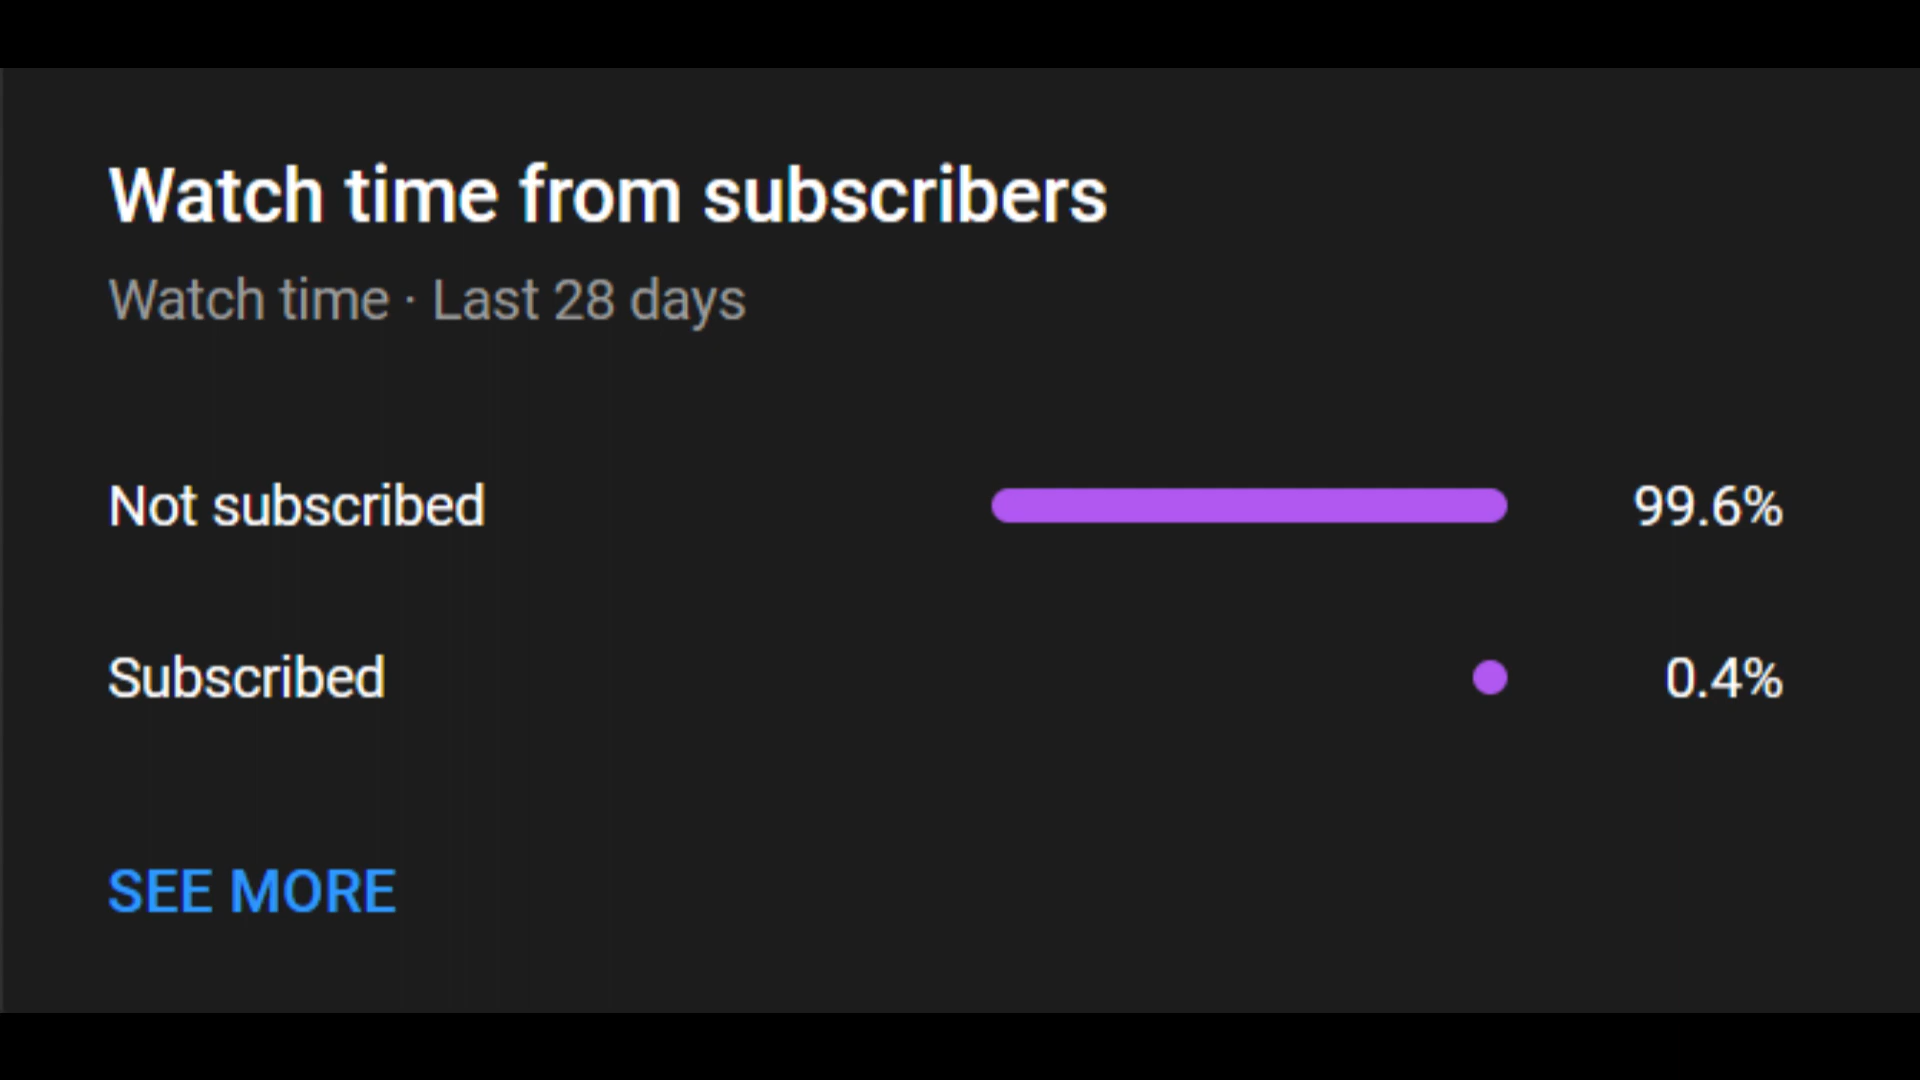 Watch time from subscribers
Watch time · Last 28 days
Not subscribed 99.6%
Subscribed 0.4%
SEE MORE